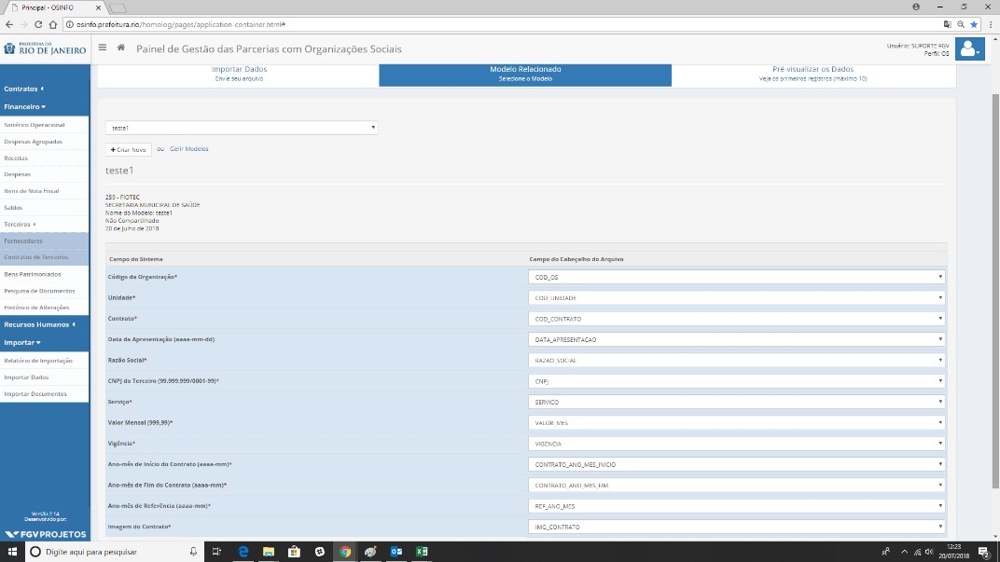 Principal - OSINFO
osinfo.prefeitura.rio/homolog/pages/application-container.html#
PREFEITURA DO
RIO DE JANEIRO
Painel de Gestão das Parcerias com Organizações Sociais
Usuário: SUPORTE FGV
Perfil: OS
Importar Dados
Envie seu arquivo
Modelo Relacionado
Selecione o Modelo
Pré-visualizar os Dados
Veja os primeiros registros (máximo 10)
Contratos
Financeiro
Sintético Operacional
Despesas Agrupadas
Receitas
Despesas
Itens de Nota Fiscal
Saldos
Terceiros
Fornecedores
Contratos de Terceiros
Bens Patrimoniados
Pesquisa de Documentos
Histórico de Alterações
Recursos Humanos
Importar
Relatório de Importação
Importar Dados
Importar Documentos
Versão 2.14
Desenvolvido por:
FGV PROJETOS
teste1
+ Criar Novo ou Gerir Modelos
teste1
259 - FIOTEC
SECRETARIA MUNICIPAL DE SAÚDE
Nome do Modelo: teste1
Não Compartilhado
20 de Julho de 2018
Campo do Sistema Campo do Cabeçalho do Arquivo
Código da Organização* COD_OS
Unidade* COD_UNIDADE
Contrato* COD_CONTRATO
Data da Apresentação (aaaa-mm-dd) DATA_APRESENTACAO
Razão Social* RAZAO_SOCIAL
CNPJ do Terceiro (99.999.999/0001-99)* CNPJ
Serviço* SERVICO
Valor Mensal (999,99)* VALOR_MES
Vigência* VIGENCIA
Ano-mês de Início do Contrato (aaaa-mm)* CONTRATO_ANO_MES_INICIO
Ano-mês de Fim do Contrato (aaaa-mm)* CONTRATO_ANO_MES_FIM
Ano-mês de Referência (aaaa-mm)* REF_ANO_MES
Imagem do Contrato* IMG_CONTRATO
Digite aqui para pesquisar
12:23
20/07/2018
2